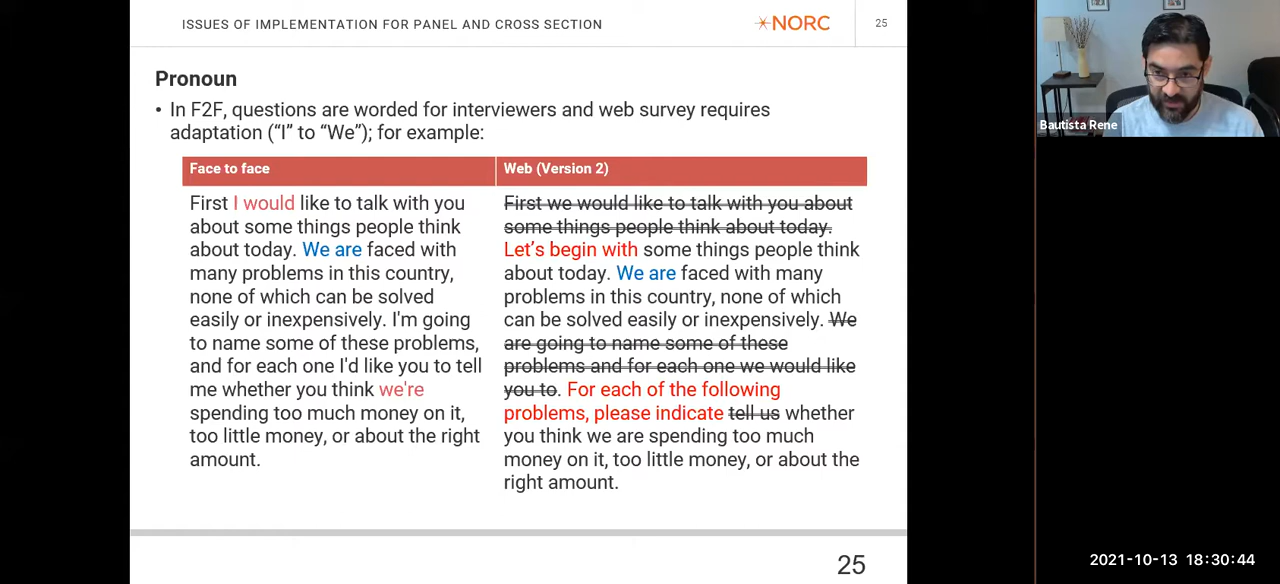 ISSUES OF IMPLEMENTATION FOR PANEL AND CROSS SECTION
NORC
25
Pronoun
• In F2F, questions are worded for interviewers and web survey requires
adaptation (“I” to “We”); for example:
Face to face
First I would like to talk with you
about some things people think
about today. We are faced with
many problems in this country,
none of which can be solved
easily or inexpensively. I'm going
to name some of these problems,
and for each one I'd like you to tell
me whether you think we're
spending too much money on it,
too little money, or about the right
amount.
Web (Version 2)
First we would like to talk with you about
some things people think about today.
Let’s begin with some things people think
about today. We are faced with many
problems in this country, none of which
can be solved easily or inexpensively. We
are going to name some of these
problems and for each one we would like
you to. For each of the following
problems, please indicate tell us whether
you think we are spending too much
money on it, too little money, or about the
right amount.
25
Bautista Rene
2021-10-13 18:30:44